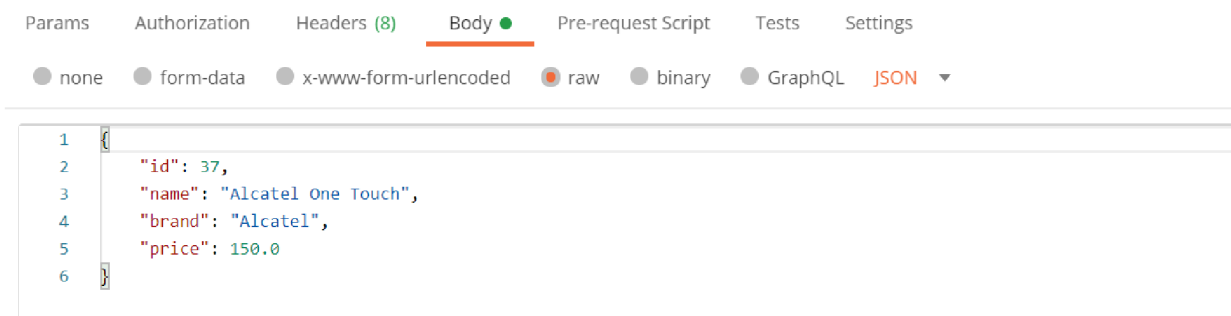 Params Authorization Headers (8) Body Pre-request Script Tests Settings
none form-data x-www-form-urlencoded raw binary GraphQL JSON
1 {
2 "id": 37,
3 "name": "Alcatel One Touch",
4 "brand": "Alcatel",
5 "price": 150.0
6 }